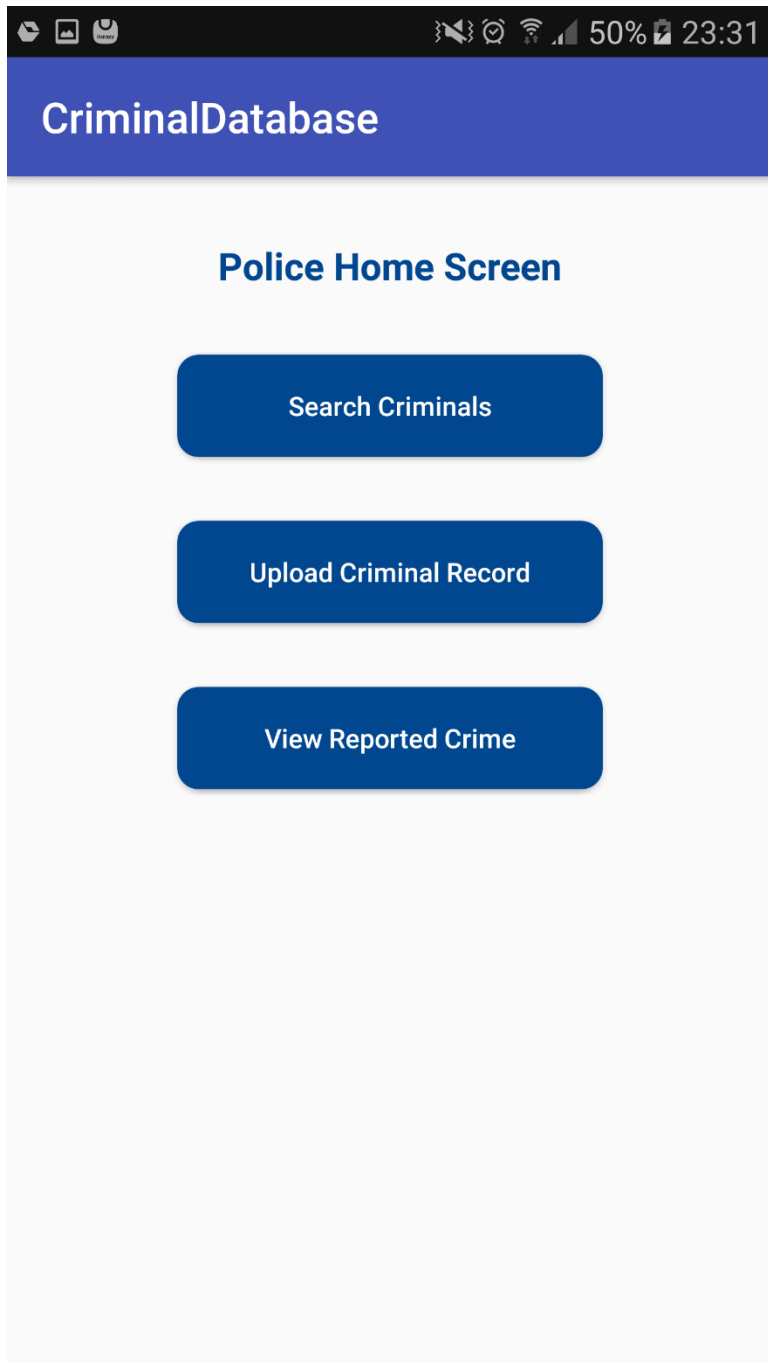 50% 23:31
CriminalDatabase
Police Home Screen
Search Criminals
Upload Criminal Record
View Reported Crime